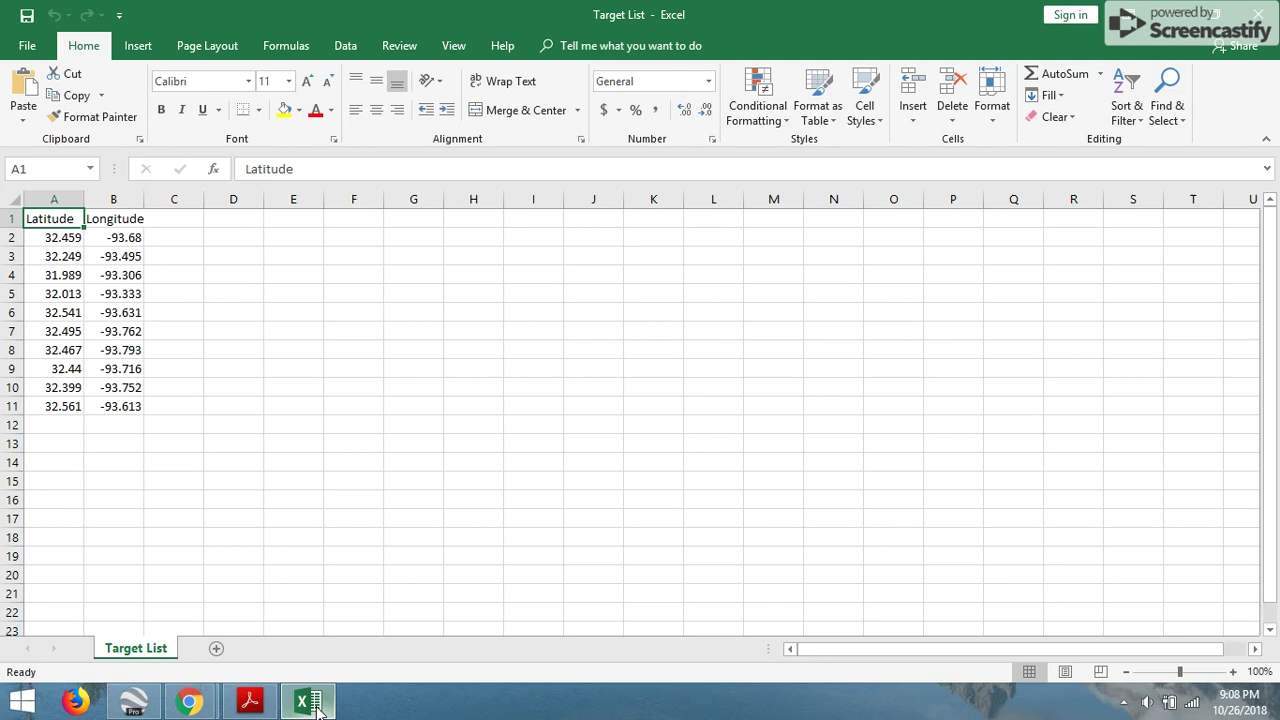 Target List - Excel
Sign in
powered by
Screencastify
File Home Insert Page Layout Formulas Data Review View Help Tell me what you want to do Share
Paste
Cut
Copy
Format Painter
Clipboard
Calibri 11
B I U
Font
Wrap Text
Merge & Center
Alignment
General
$ % ,
Number
Conditional Formatting
Format as Table
Cell Styles
Styles
Insert
Delete
Format
Cells
AutoSum
Fill
Clear
Sort & Filter
Find & Select
Editing
A1 fx Latitude
A B C D E F G H I J K L M N O P Q R S T U
1 Latitude Longitude
2 32.459 -93.68
3 32.249 -93.495
4 31.989 -93.306
5 32.013 -93.333
6 32.541 -93.631
7 32.495 -93.762
8 32.467 -93.793
9 32.44 -93.716
10 32.399 -93.752
11 32.561 -93.613
12
13
14
15
16
17
18
19
20
21
22
23
Target List
Ready
100%
Pro
9:08 PM
10/26/2018